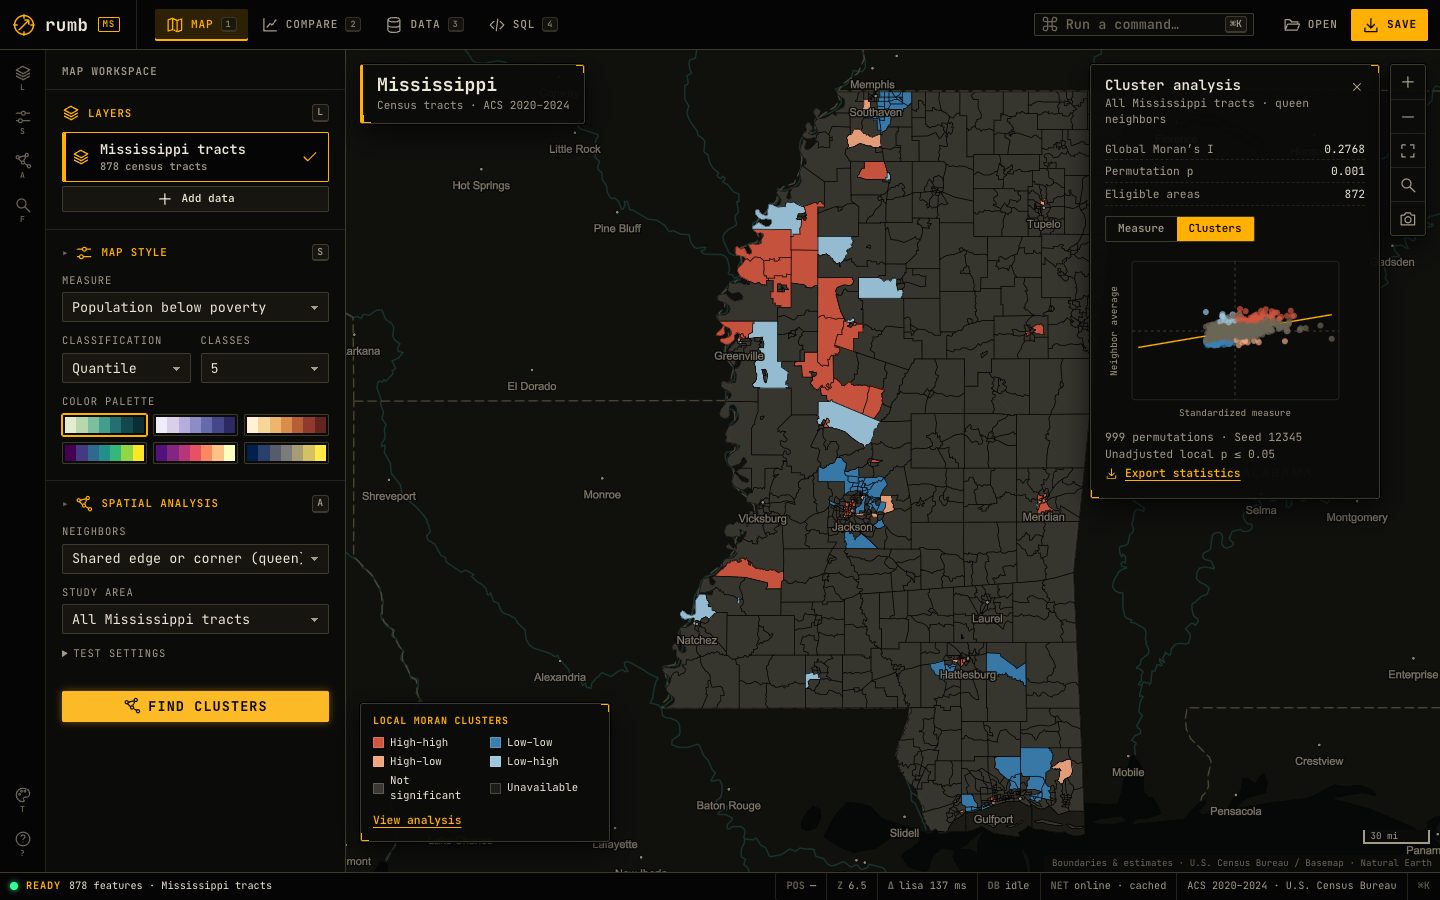 rumb MS
MAP 1
COMPARE 2
DATA 3
SQL 4
Run a command… ⌘K
OPEN
SAVE
L
S
A
F
T
?
MAP WORKSPACE
LAYERS L
Mississippi tracts
878 census tracts
Add data
MAP STYLE S
MEASURE
Population below poverty
CLASSIFICATION CLASSES
Quantile 5
COLOR PALETTE
SPATIAL ANALYSIS A
NEIGHBORS
Shared edge or corner (queen)
STUDY AREA
All Mississippi tracts
TEST SETTINGS
FIND CLUSTERS
Mississippi
Census tracts · ACS 2020–2024
Memphis
Southaven
Little Rock
Hot Springs
Pine Bluff
Tupelo
adsden
arkana
Greenville
El Dorado
Shreveport
Monroe
Vicksburg
Jackson
Meridian
Selma
Montgomery
Laurel
Natchez
Alexandria
Hattiesburg
Enterprise
Mobile
Crestview
Baton Rouge
Pensacola
Gulfport
Slidell
Lafayette
mont
Panam
Cluster analysis
All Mississippi tracts · queen
neighbors
Global Moran's I 0.2768
Permutation p 0.001
Eligible areas 872
Measure Clusters
Neighbor average
Standardized measure
999 permutations · Seed 12345
Unadjusted local p ≤ 0.05
Export statistics
LOCAL MORAN CLUSTERS
High-high Low-low
High-low Low-high
Not
significant
Unavailable
View analysis
30 mi
Boundaries & estimates · U.S. Census Bureau / Basemap · Natural Earth
READY 878 features · Mississippi tracts
POS —
Z 6.5
Δ lisa 137 ms
DB idle
NET online · cached
ACS 2020–2024 · U.S. Census Bureau
⌘K